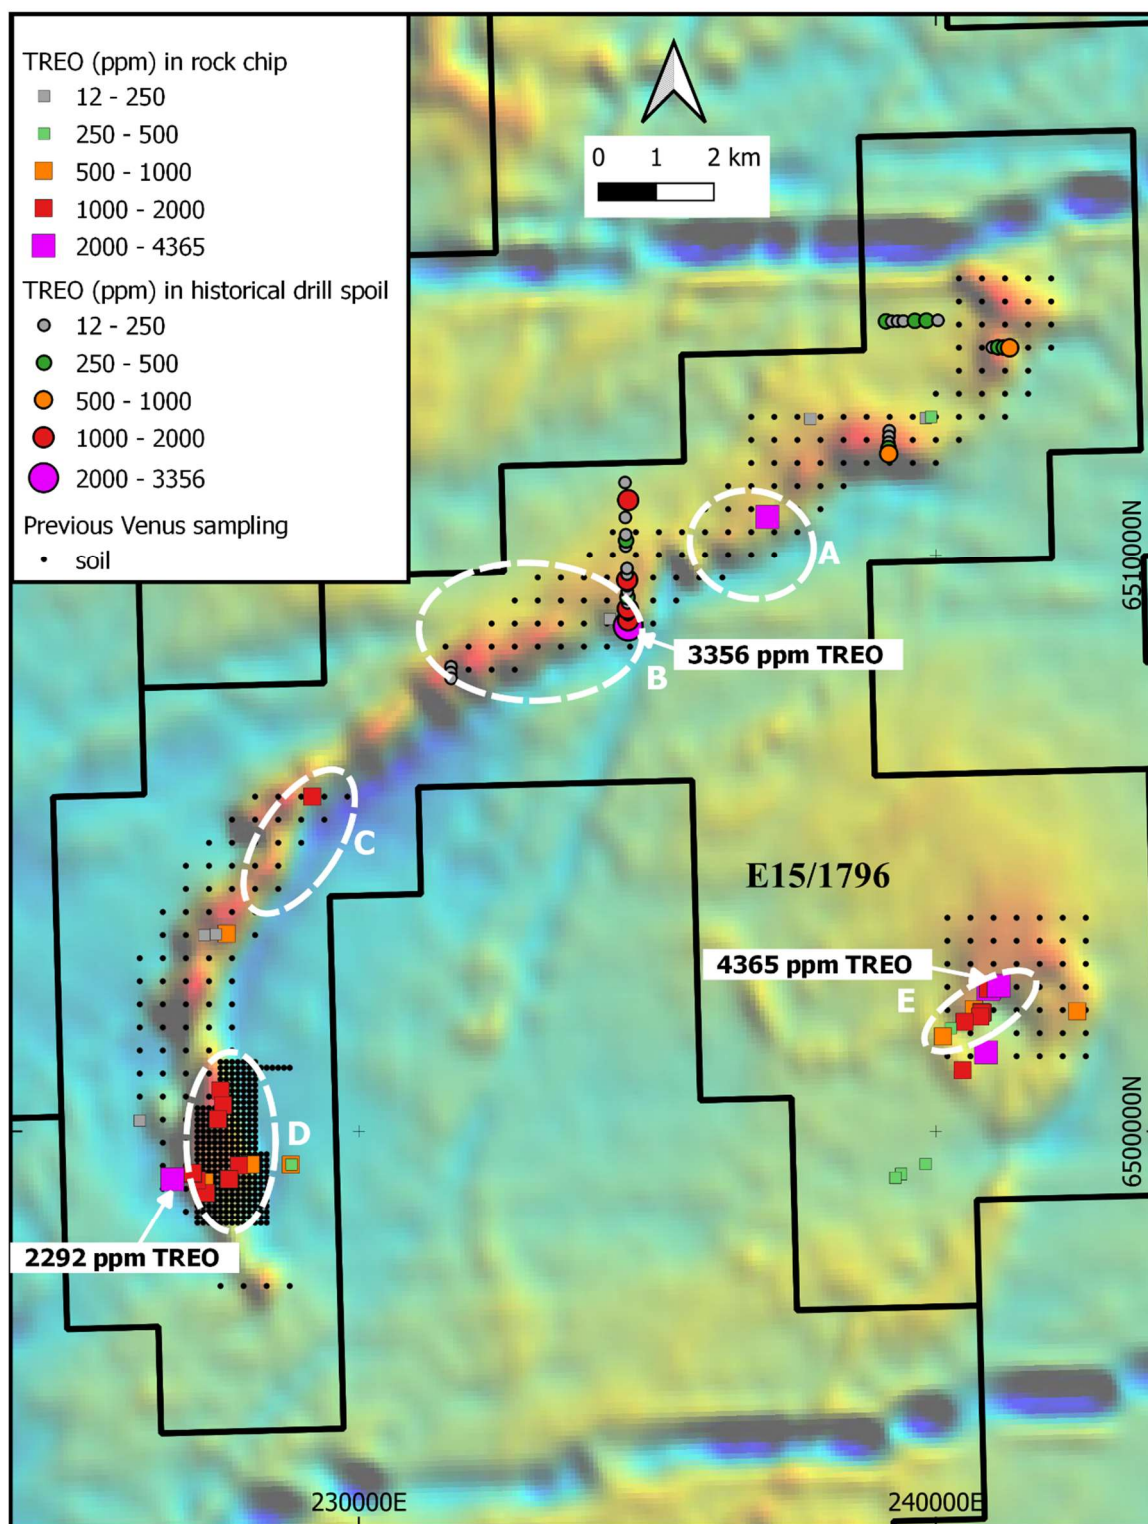 TREO (ppm) in rock chip
12 - 250
250 - 500
500 - 1000
1000 - 2000
2000 - 4365
TREO (ppm) in historical drill spoil
12 - 250
250 - 500
500 - 1000
1000 - 2000
2000 - 3356
Previous Venus sampling
soil
0 1 2 km
A
6510000N
3356 ppm TREO
B
C
E15/1796
4365 ppm TREO
E
D
6500000N
2292 ppm TREO
230000E
240000E